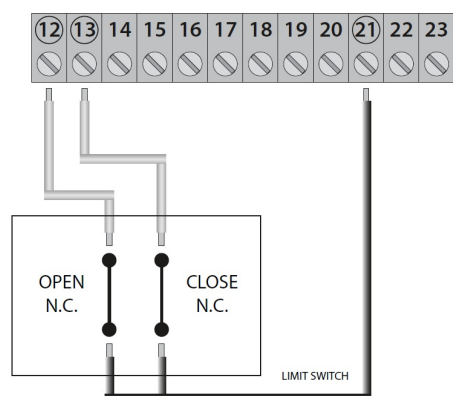 12 13 14 15 16 17 18 19 20 21 22 23
OPEN
N.C.
CLOSE
N.C.
LIMIT SWITCH